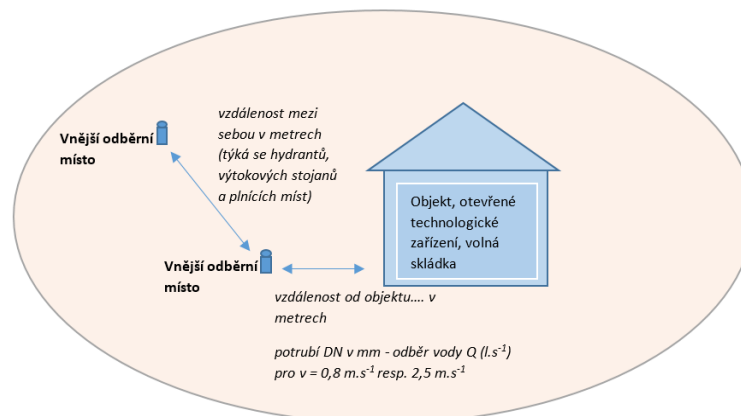 vzdálenost mezi
sebou v metrech
(týká se hydrantů,
výtokových stojanů
a plnících míst)
Vnější odběrní
místo
Objekt, otevřené
technologické
zařízení, volná
skládka
Vnější odběrní
místo
vzdálenost od objektu.... v
metrech
potrubí DN v mm - odběr vody Q (l.s⁻¹)
pro v = 0,8 m.s⁻¹ resp. 2,5 m.s⁻¹